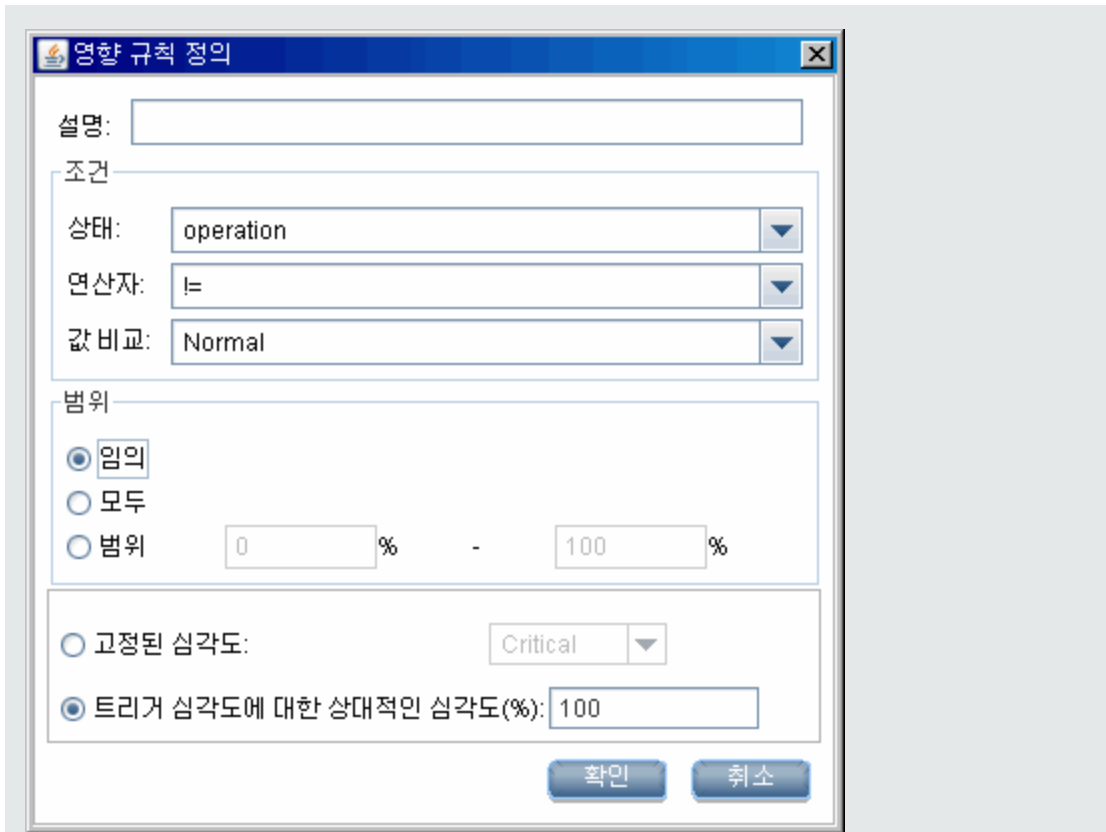 영향 규칙 정의
설명:
조건
상태: operation
연산자: !=
값 비교: Normal
범위
임의
모두
범위 0 % - 100 %
고정된 심각도: Critical
트리거 심각도에 대한 상대적인 심각도(%): 100
확인 취소